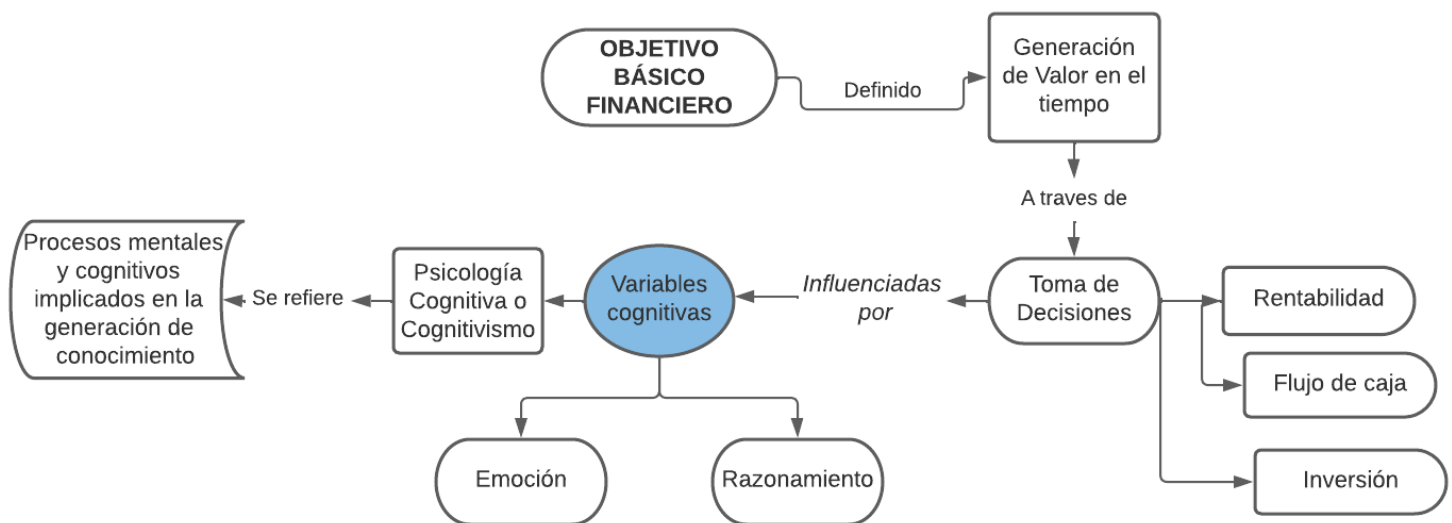 OBJETIVO
BÁSICO
FINANCIERO
Definido
Generación
de Valor en el
tiempo
A traves de
Toma de
Decisiones
Rentabilidad
Flujo de caja
Inversión
Influenciadas
por
Variables
cognitivas
Emoción
Razonamiento
Psicología
Cognitiva o
Cognitivismo
Se refiere
Procesos mentales
y cognitivos
implicados en la
generación de
conocimiento